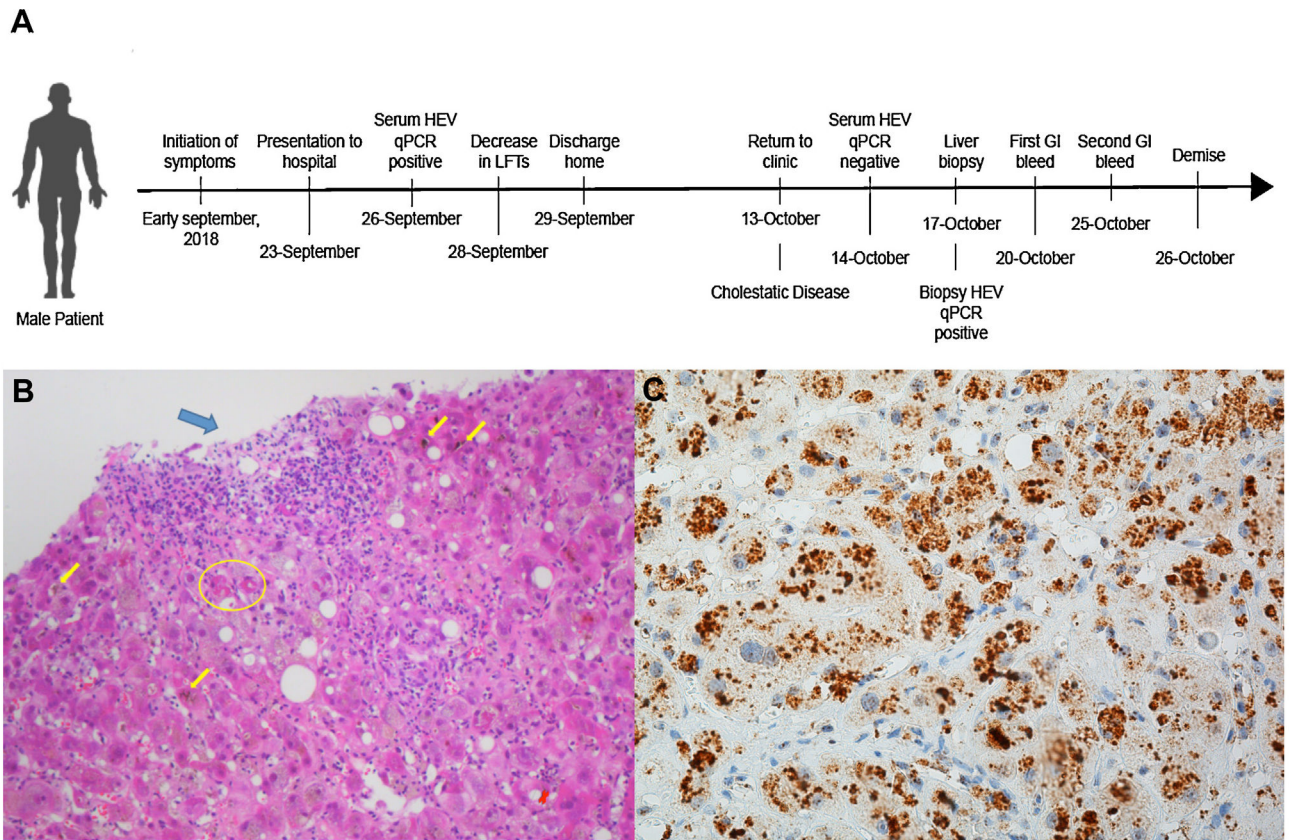 A
Initiation of
symptoms
Early september,
2018
Presentation to
hospital
23-September
Serum HEV
qPCR
positive
26-September
Decrease
in LFTs
28-September
Discharge
home
29-September
Return to
clinic
13-October
Cholestatic Disease
Serum HEV
qPCR
negative
14-October
Liver
biopsy
17-October
Biopsy HEV
qPCR
positive
First GI
bleed
20-October
Second GI
bleed
25-October
Demise
26-October
Male Patient
B
C